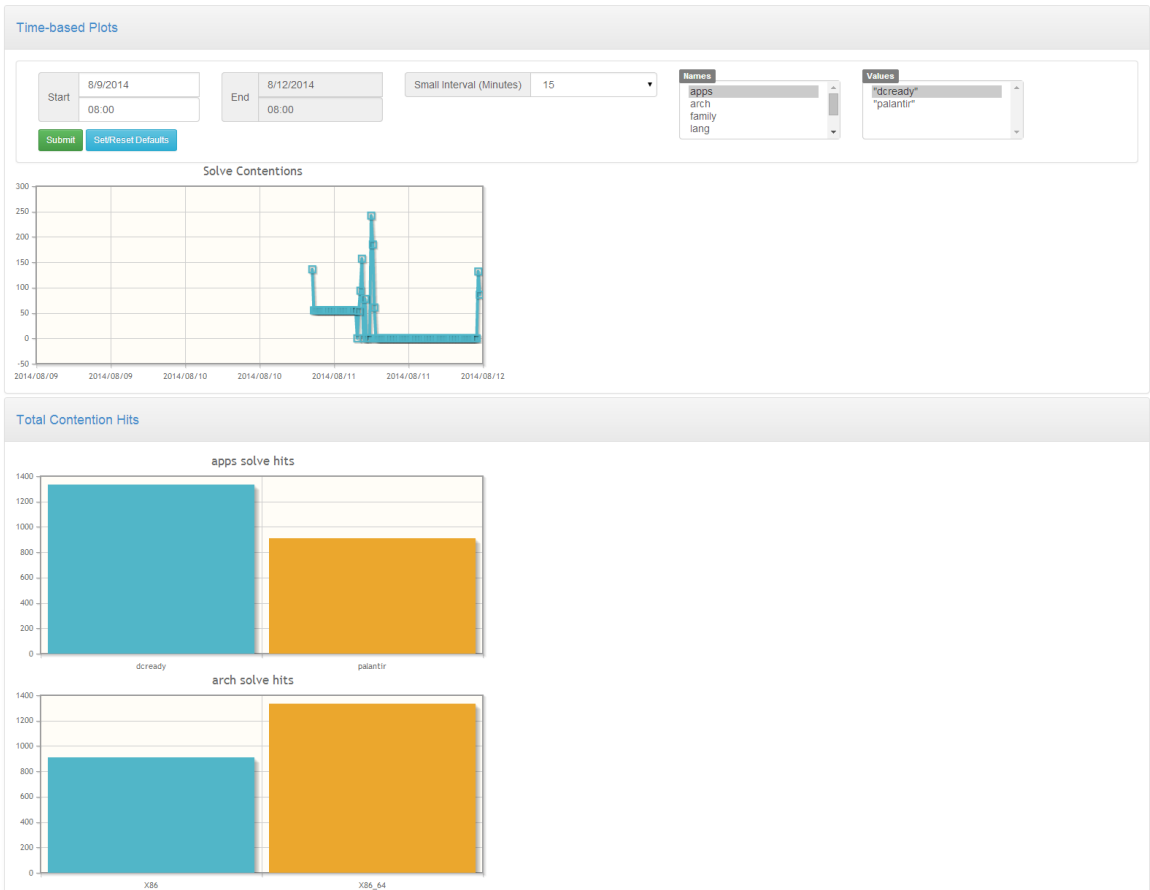 Time-based Plots
Start
8/9/2014
08:00
End
8/12/2014
08:00
Small Interval (Minutes)
15
Names
apps
arch
family
lang
Values
"dcready"
"palantir"
Submit
Set/Reset Defaults
Solve Contentions
300
250
200
150
100
50
0
-50
2014/08/09 2014/08/09 2014/08/10 2014/08/10 2014/08/11 2014/08/11 2014/08/12
Total Contention Hits
apps solve hits
1400
1200
1000
800
600
400
200
0
dcready palantir
arch solve hits
1400
1200
1000
800
600
400
200
0
X86 X86_64